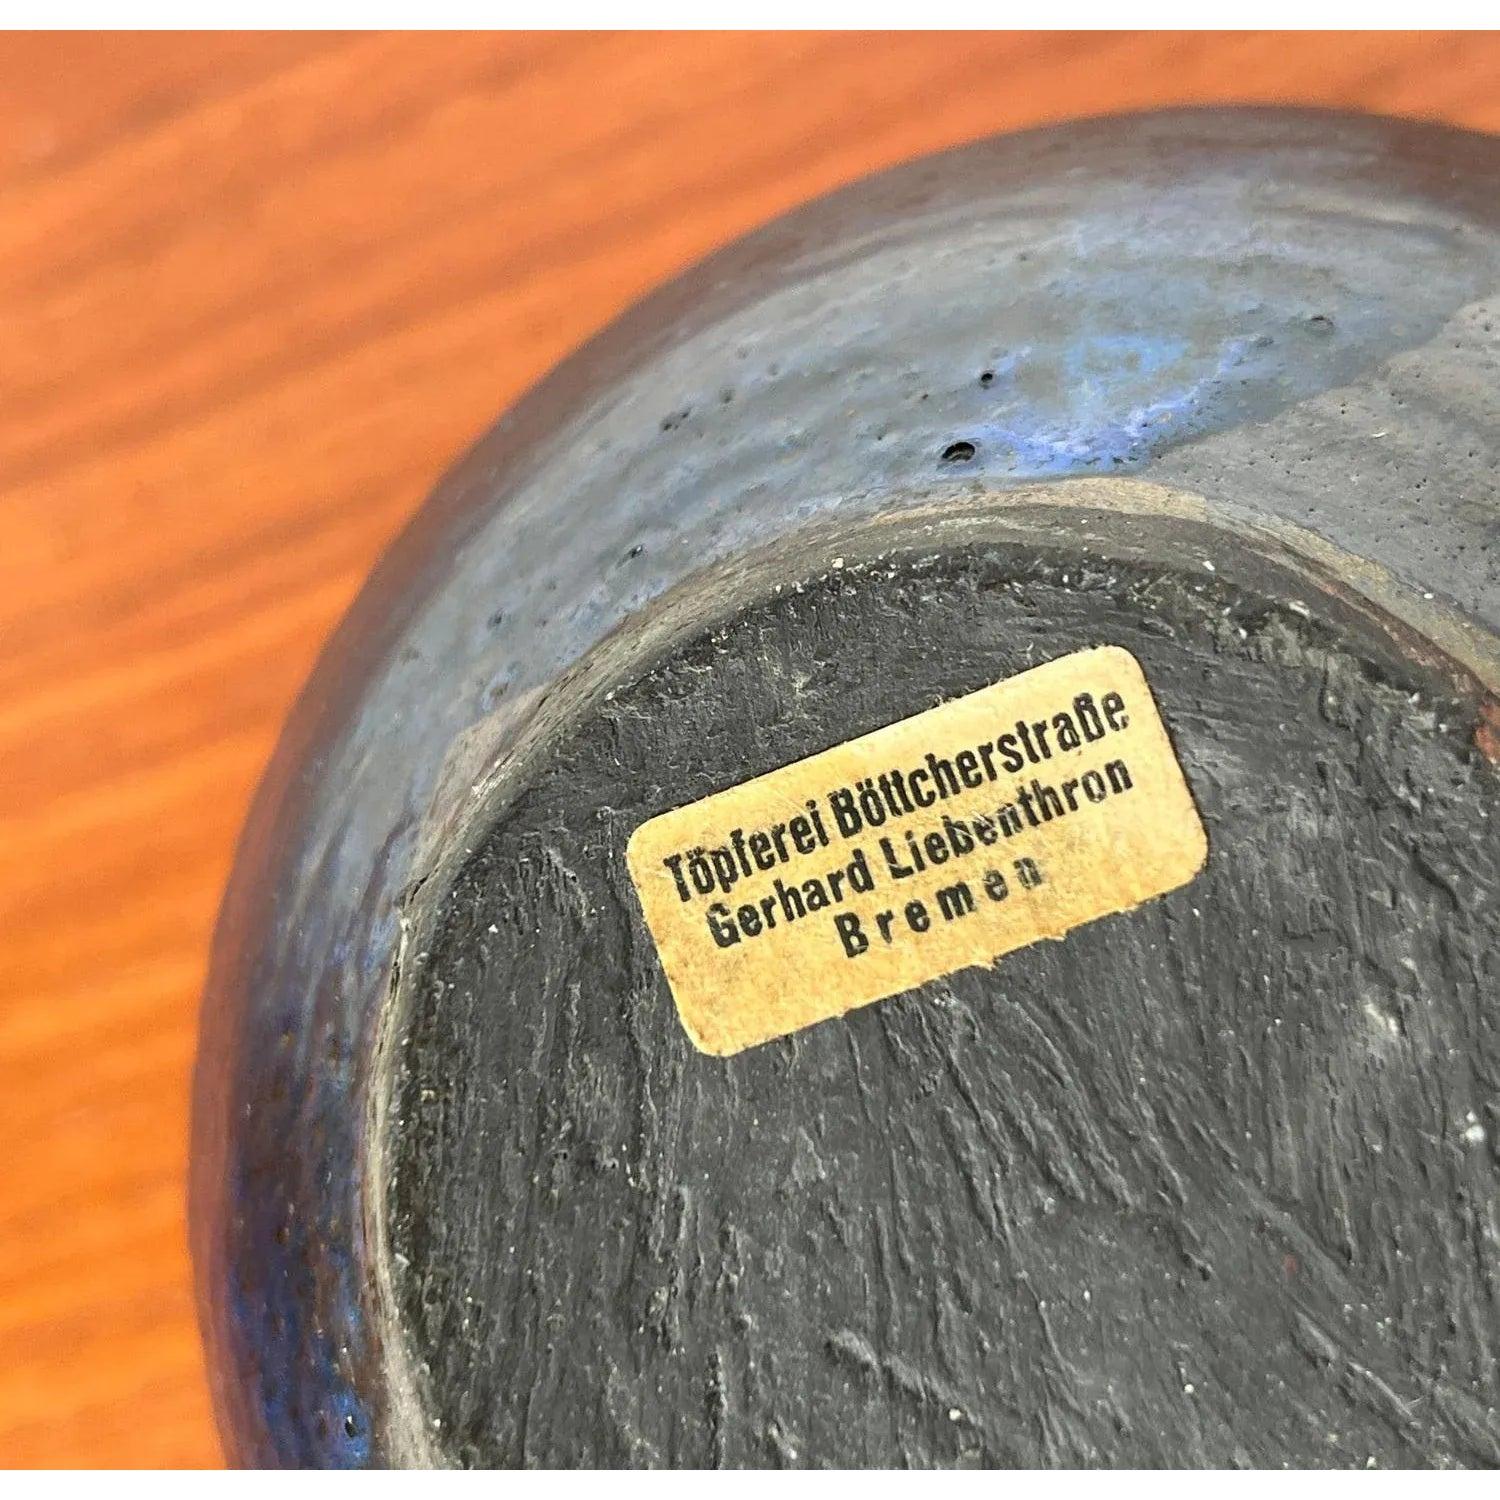 Töpferei Böttcherstraße
Gerhard Liebenthron
Bremen